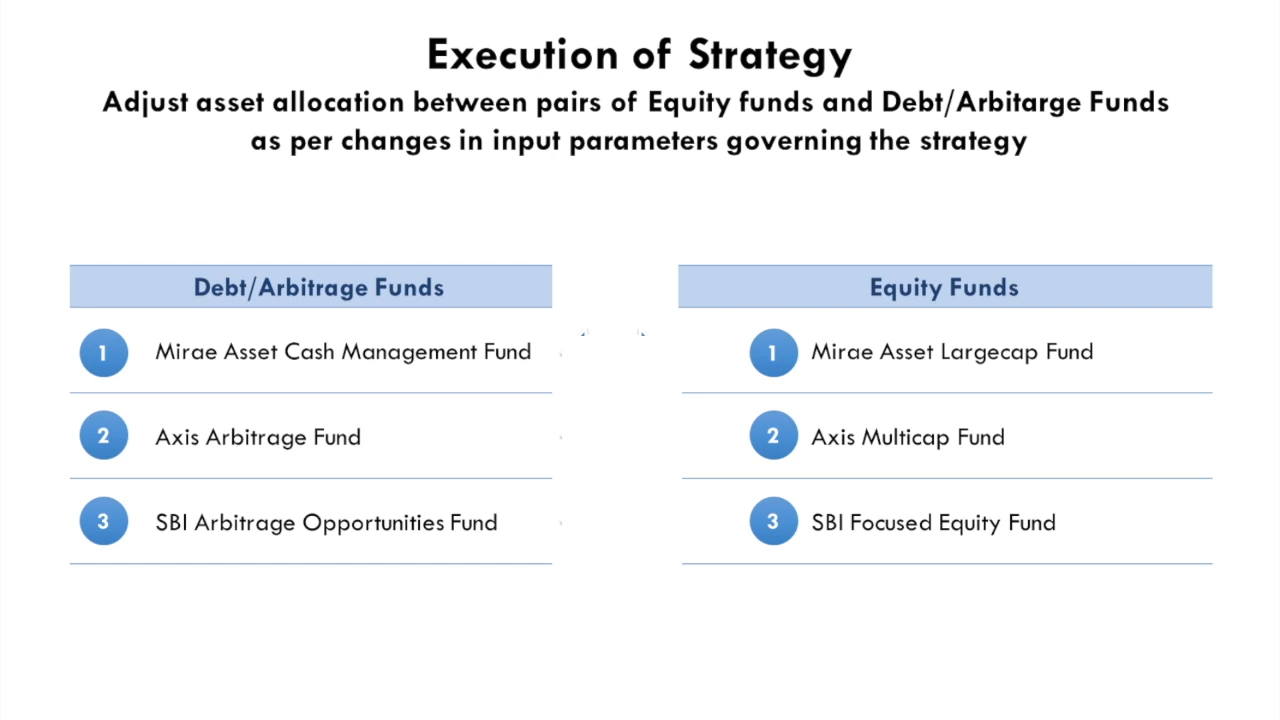 Execution of Strategy
Adjust asset allocation between pairs of Equity funds and Debt/Arbitarge Funds
as per changes in input parameters governing the strategy
Debt/Arbitrage Funds
1 Mirae Asset Cash Management Fund
2 Axis Arbitrage Fund
3 SBI Arbitrage Opportunities Fund
Equity Funds
1 Mirae Asset Largecap Fund
2 Axis Multicap Fund
3 SBI Focused Equity Fund